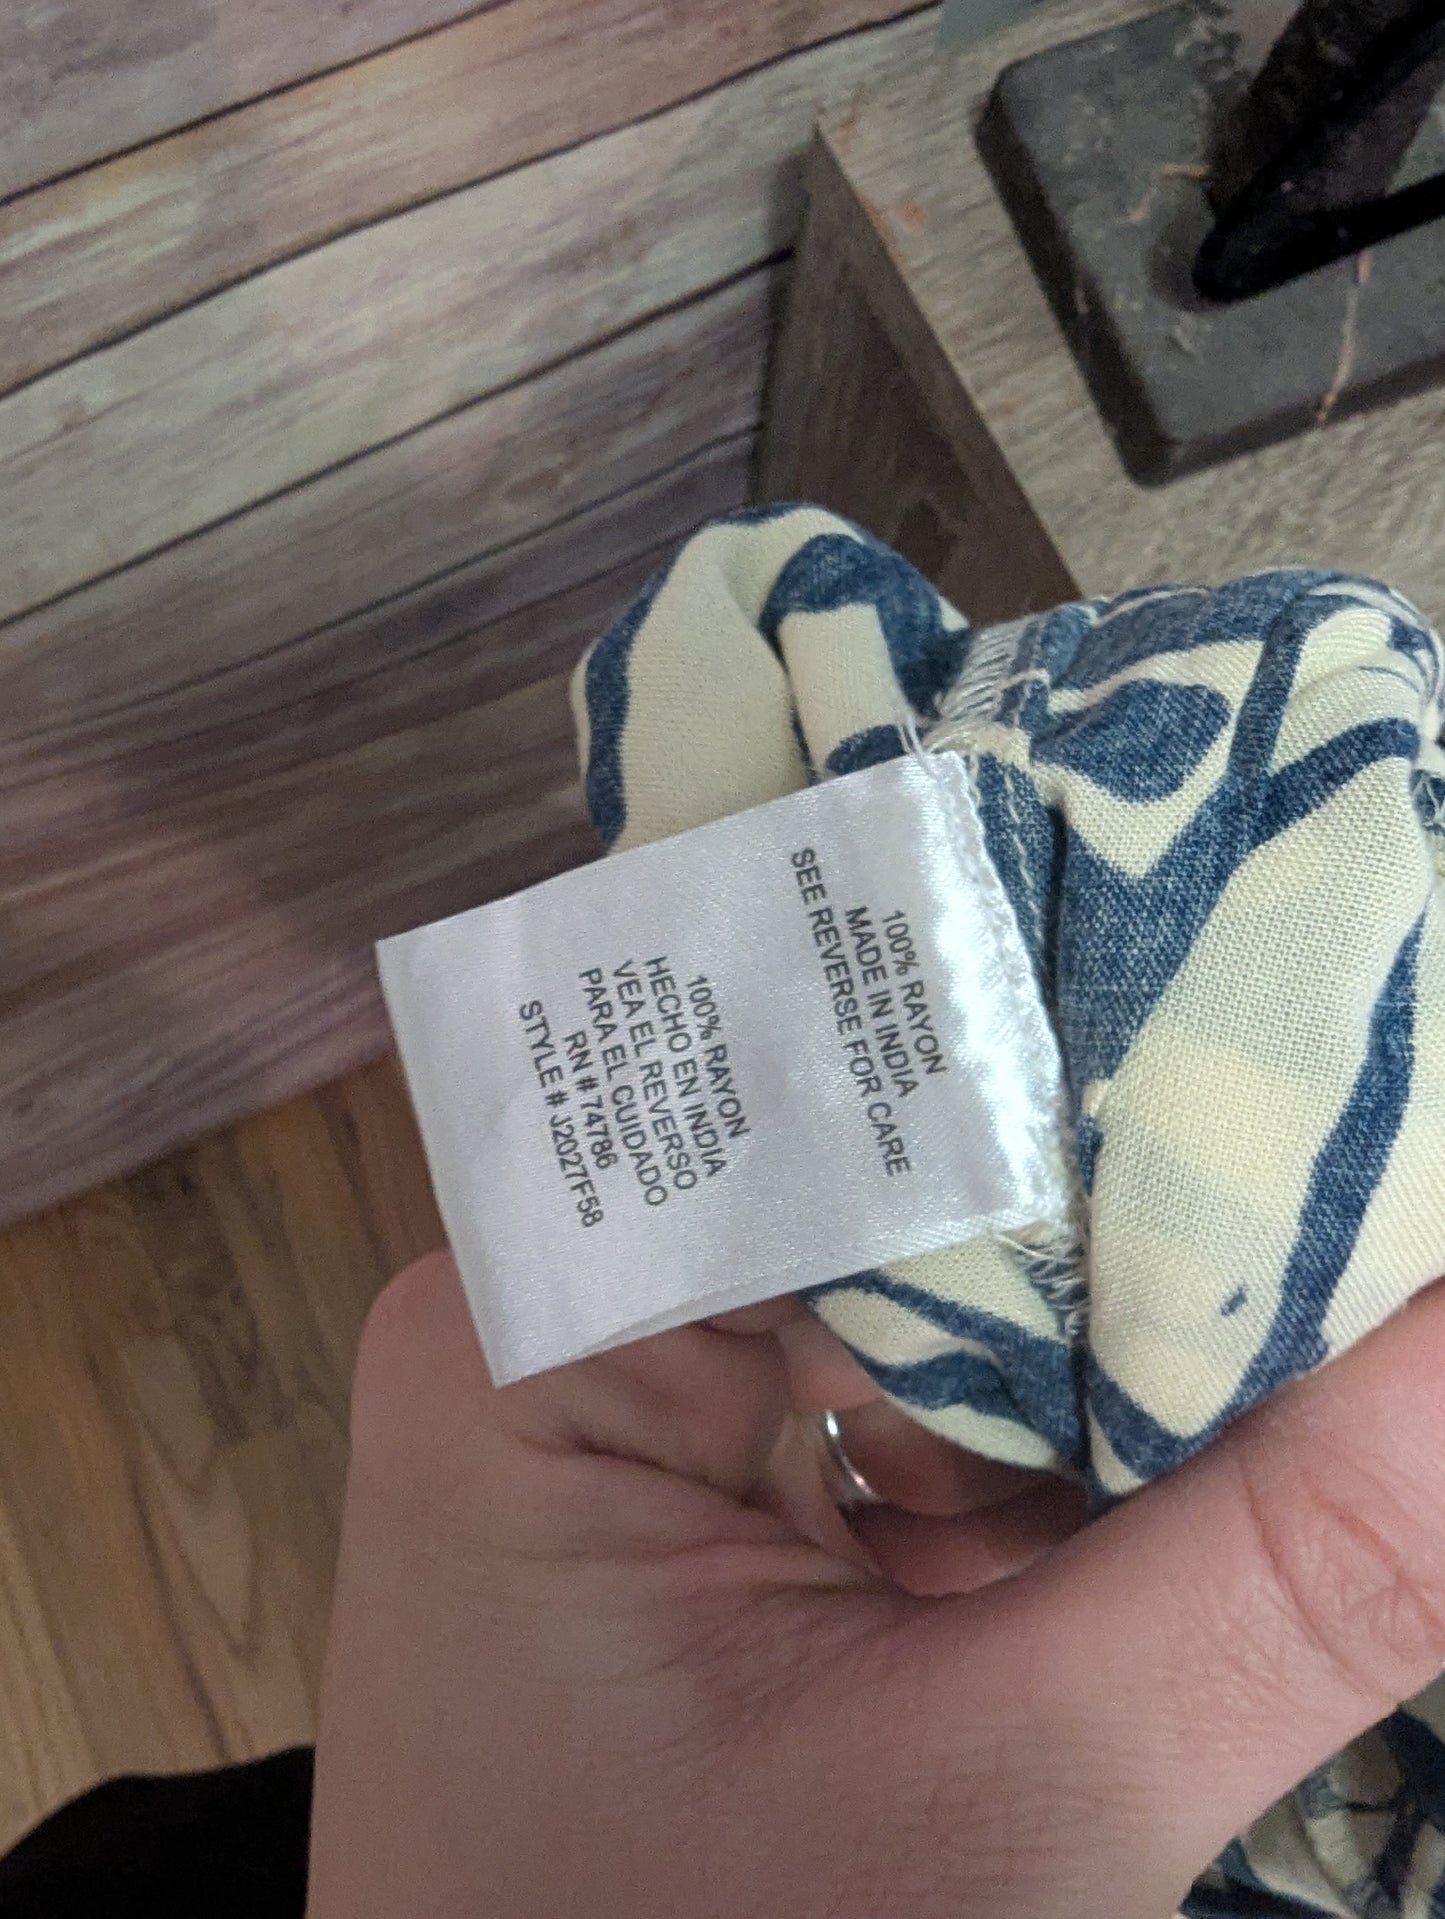 100% RAYON
MADE IN INDIA
SEE REVERSE FOR CARE
100% RAYON
HECHO EN INDIA
VEA EL REVERSO
PARA EL CUIDADO
RN # 74786
STYLE # J2027F58